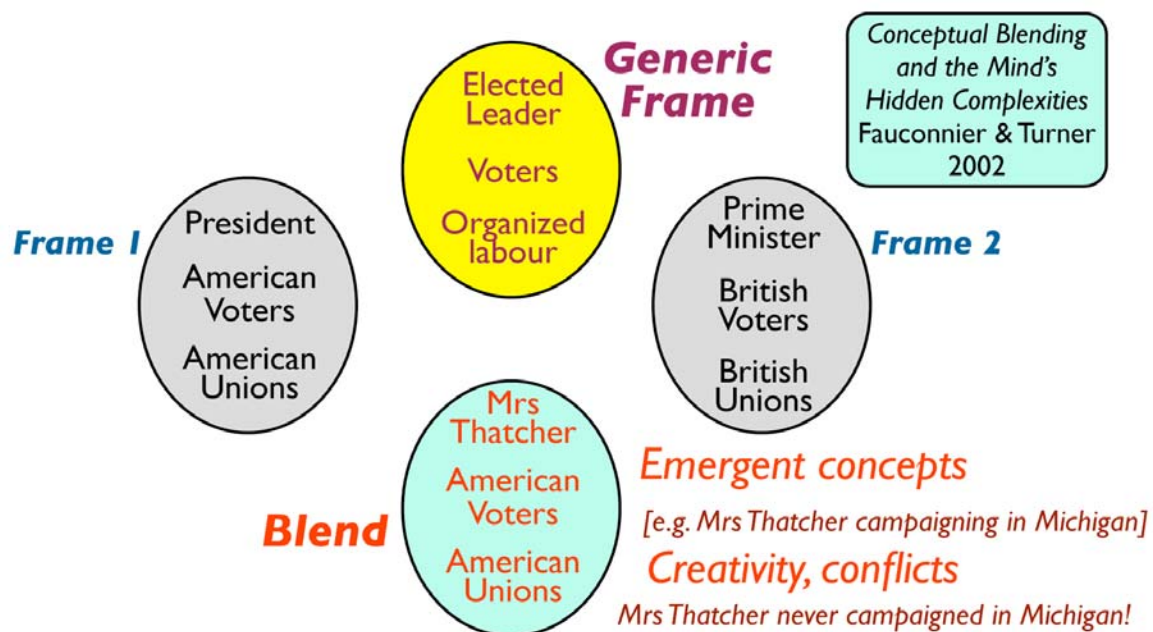 Generic
Frame
Conceptual Blending
and the Mind's
Hidden Complexities
Fauconnier & Turner
2002
Elected
Leader
Voters
Organized
labour
Frame 1
President
American
Voters
American
Unions
Prime
Minister
British
Voters
British
Unions
Frame 2
Blend
Mrs
Thatcher
American
Voters
American
Unions
Emergent concepts
[e.g. Mrs Thatcher campaigning in Michigan]
Creativity, conflicts
Mrs Thatcher never campaigned in Michigan!